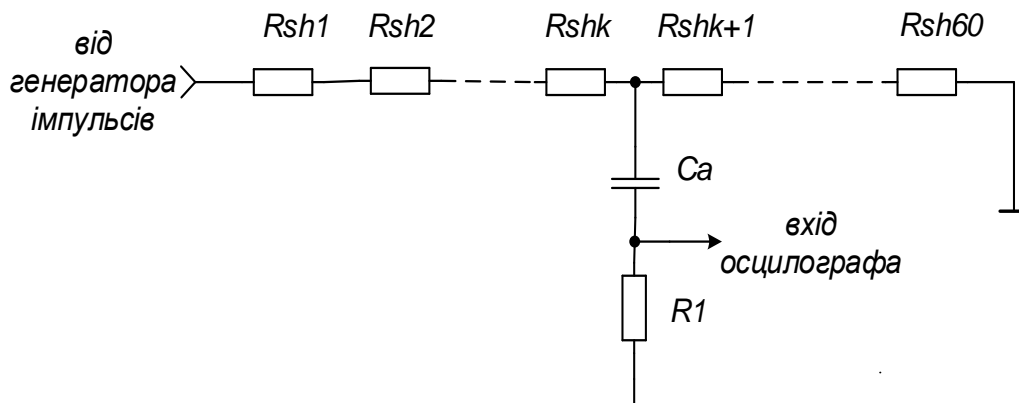 від
генератора
імпульсів
Rsh1
Rsh2
Rshk
Rshk+1
Rsh60
Ca
вхід
осцилографа
R1